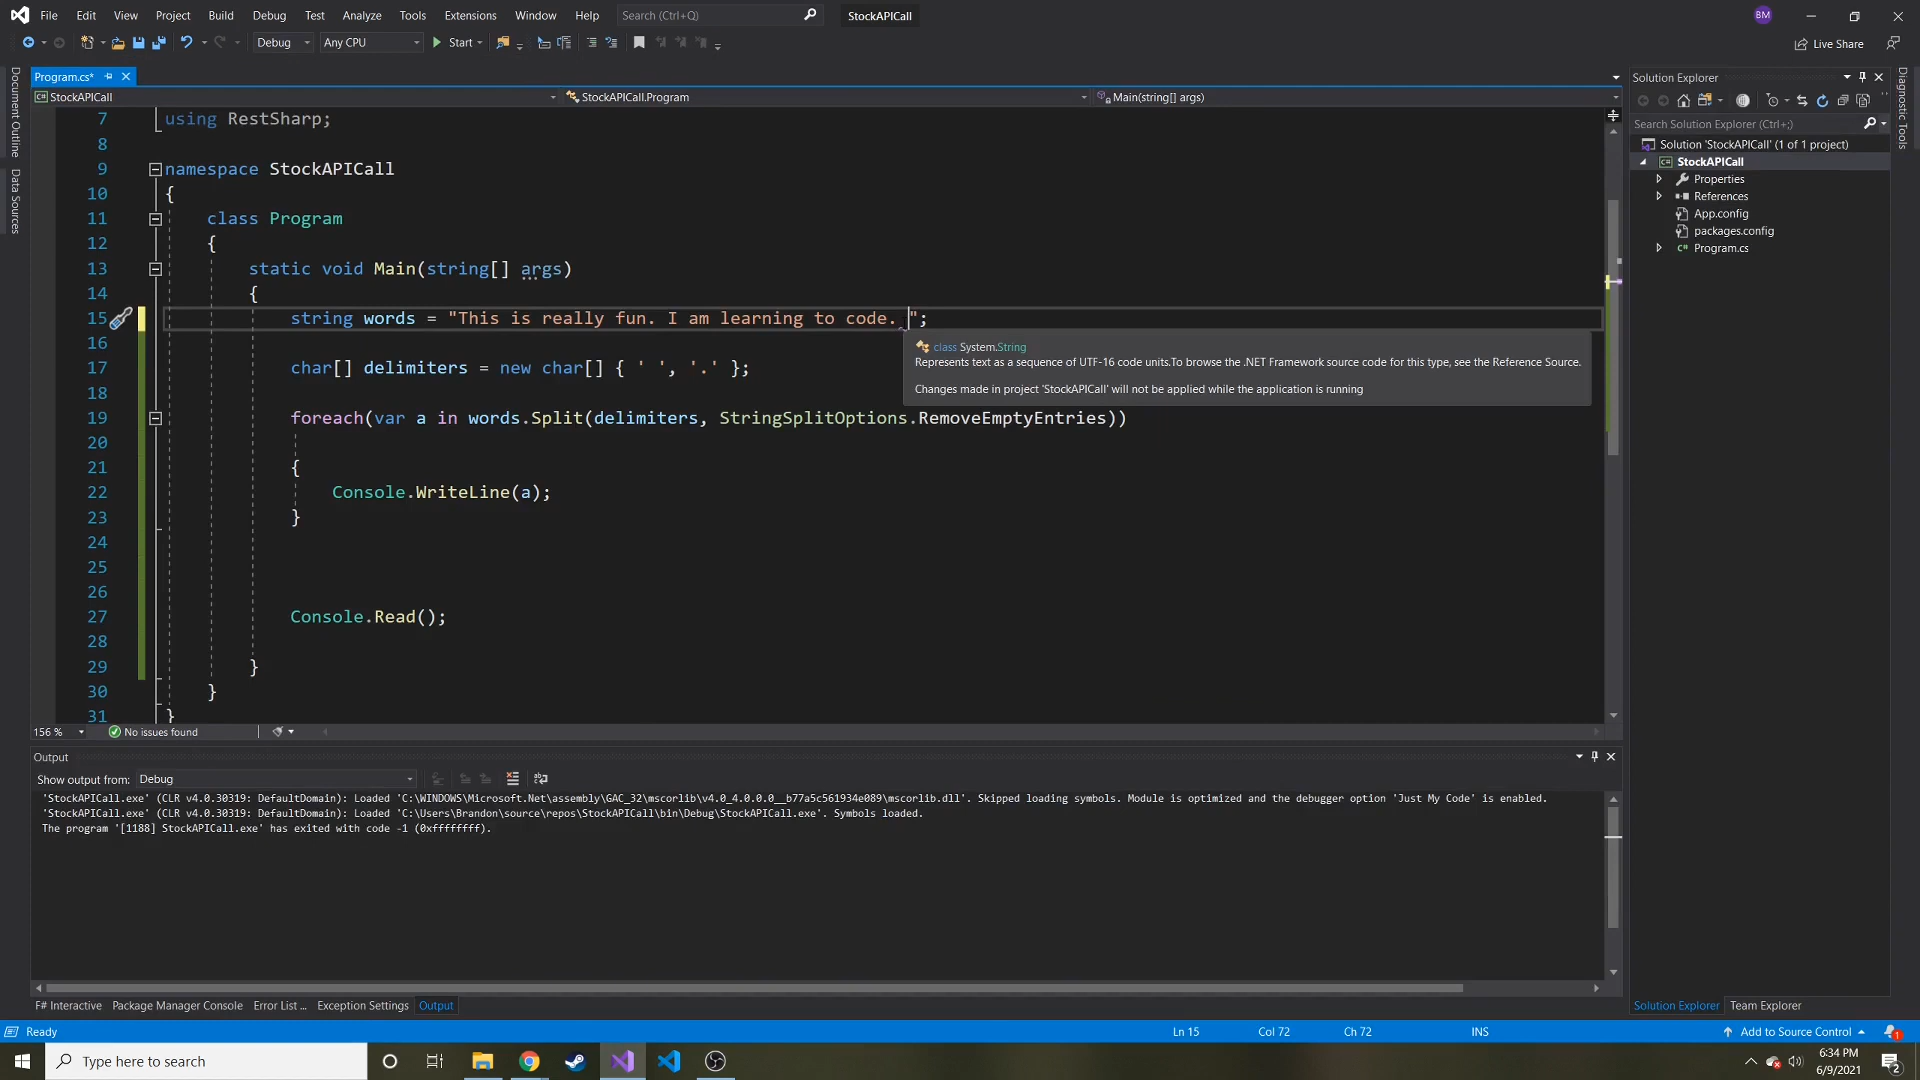 File Edit View Project Build Debug Test Analyze Tools Extensions Window Help Search (Ctrl+Q) StockAPICall BM
Debug Any CPU Start Live Share
Program.cs*
StockAPICall StockAPICall.Program Main(string[] args)
7 using RestSharp;
8
9 namespace StockAPICall
10 {
11 class Program
12 {
13 static void Main(string[] args)
14 {
15 string words = "This is really fun. I am learning to code. ";
16
17 char[] delimiters = new char[] { ' ', '.' };
18
19 foreach(var a in words.Split(delimiters, StringSplitOptions.RemoveEmptyEntries))
20
21 {
22 Console.WriteLine(a);
23 }
24
25
26
27 Console.Read();
28
29 }
30 }
31 }
class System.String
Represents text as a sequence of UTF-16 code units.To browse the .NET Framework source code for this type, see the Reference Source.
Changes made in project 'StockAPICall' will not be applied while the application is running
156 % No issues found
Output
Show output from: Debug
'StockAPICall.exe' (CLR v4.0.30319: DefaultDomain): Loaded 'C:\WINDOWS\Microsoft.Net\assembly\GAC_32\mscorlib\v4.0_4.0.0.0__b77a5c561934e089\mscorlib.dll'. Skipped loading symbols. Module is optimized and the debugger option 'Just My Code' is enabled.
'StockAPICall.exe' (CLR v4.0.30319: DefaultDomain): Loaded 'C:\Users\Brandon\source\repos\StockAPICall\bin\Debug\StockAPICall.exe'. Symbols loaded.
The program '[1188] StockAPICall.exe' has exited with code -1 (0xffffffff).
F# Interactive Package Manager Console Error List ... Exception Settings Output
Document Outline
Data Sources
Solution Explorer
Search Solution Explorer (Ctrl+;)
Solution 'StockAPICall' (1 of 1 project)
StockAPICall
Properties
References
App.config
packages.config
Program.cs
Solution Explorer Team Explorer
Diagnostic Tools
Ready Ln 15 Col 72 Ch 72 INS Add to Source Control 1
Type here to search 6:34 PM
6/9/2021 2